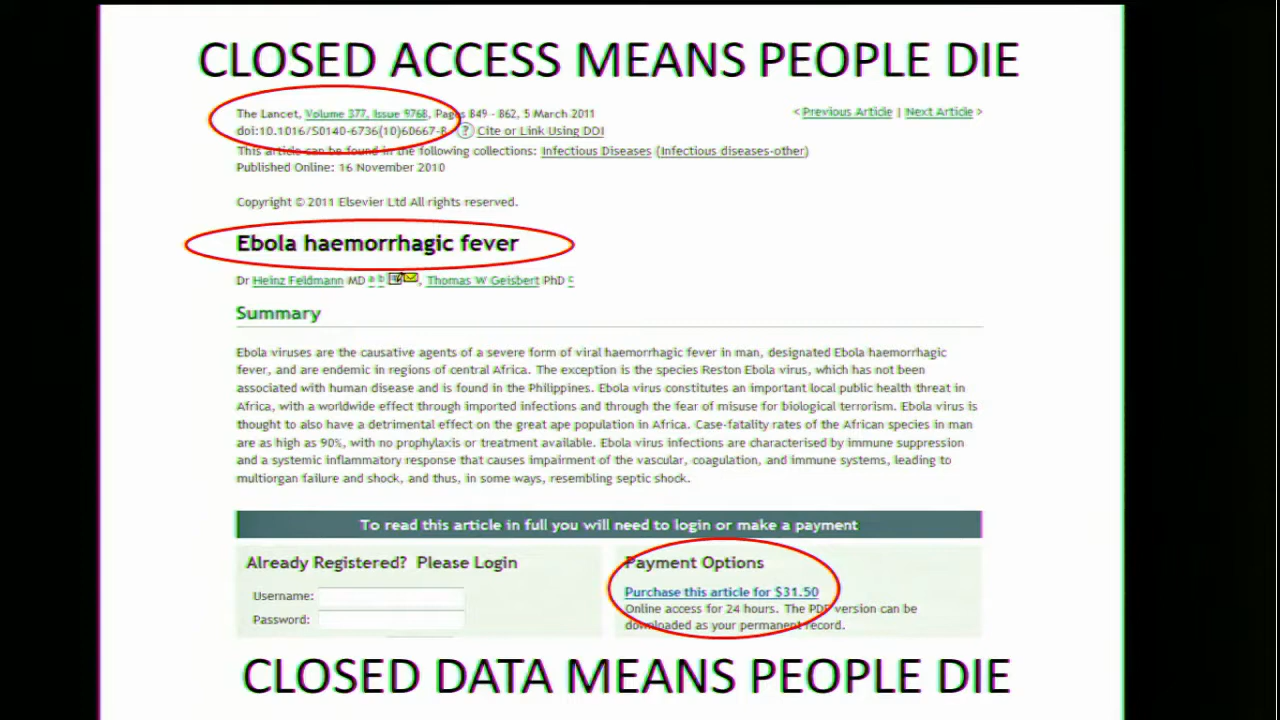 CLOSED ACCESS MEANS PEOPLE DIE
The Lancet, Volume 377, Issue 9768, Pages 849 - 862, 5 March 2011
< Previous Article | Next Article >
doi:10.1016/S0140-6736(10)60667-8 ? Cite or Link Using DOI
This article can be found in the following collections: Infectious Diseases (Infectious diseases-other)
Published Online: 16 November 2010
Copyright © 2011 Elsevier Ltd All rights reserved.
Ebola haemorrhagic fever
Dr Heinz Feldmann MD a b, Thomas W Geisbert PhD c
Summary
Ebola viruses are the causative agents of a severe form of viral haemorrhagic fever in man, designated Ebola haemorrhagic
fever, and are endemic in regions of central Africa. The exception is the species Reston Ebola virus, which has not been
associated with human disease and is found in the Philippines. Ebola virus constitutes an important local public health threat in
Africa, with a worldwide effect through imported infections and through the fear of misuse for biological terrorism. Ebola virus is
thought to also have a detrimental effect on the great ape population in Africa. Case-fatality rates of the African species in man
are as high as 90%, with no prophylaxis or treatment available. Ebola virus infections are characterised by immune suppression
and a systemic inflammatory response that causes impairment of the vascular, coagulation, and immune systems, leading to
multiorgan failure and shock, and thus, in some ways, resembling septic shock.
To read this article in full you will need to login or make a payment
Already Registered? Please Login
Username:
Password:
Payment Options
Purchase this article for $31.50
Online access for 24 hours. The PDF version can be
downloaded as your permanent record.
CLOSED DATA MEANS PEOPLE DIE